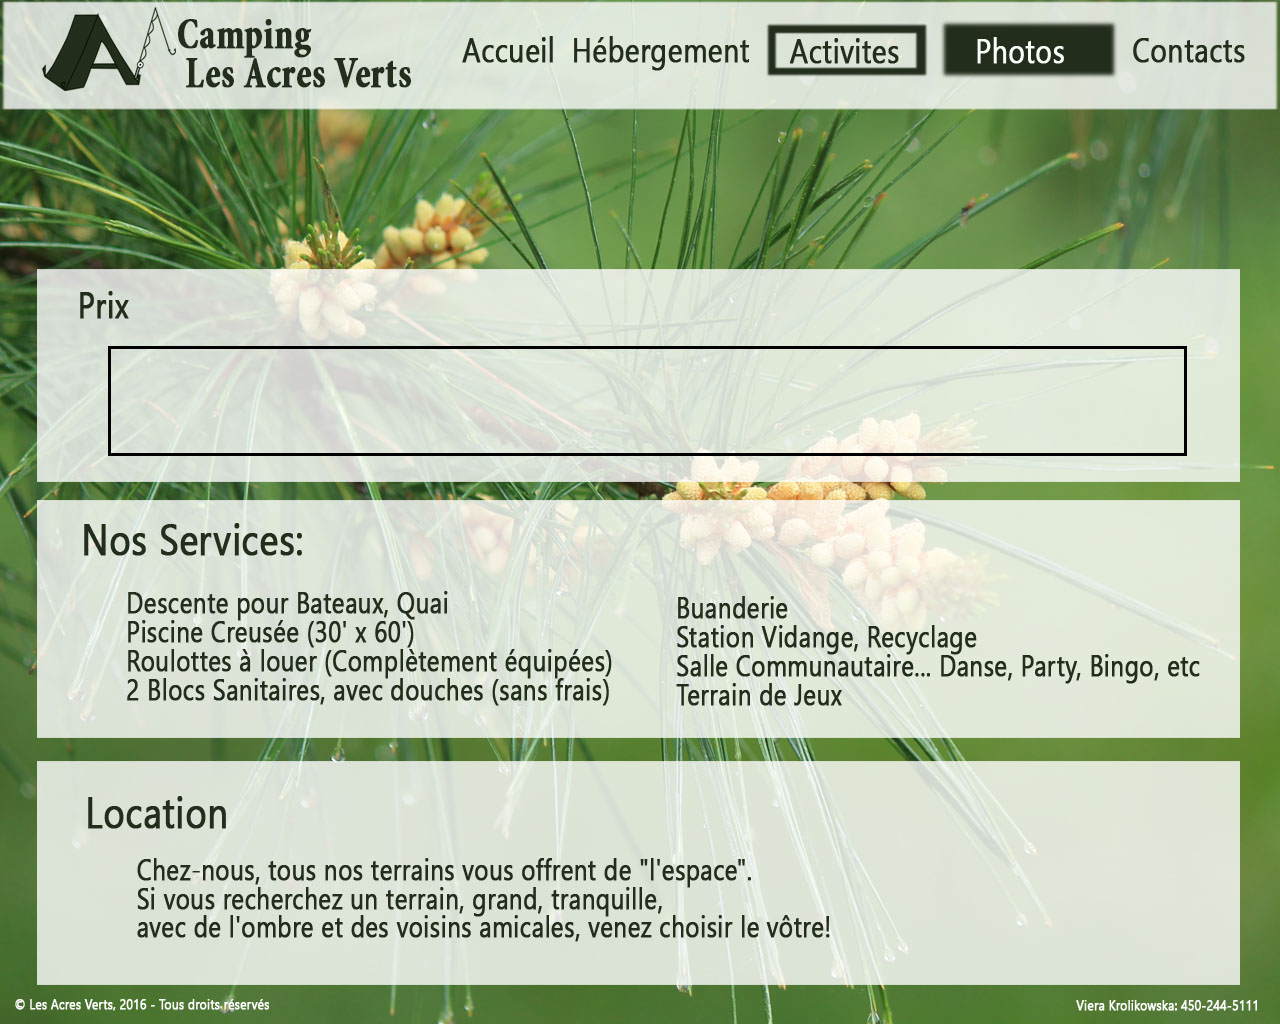 Camping
Les Acres Verts
Accueil Hébergement Activites Photos Contacts
Prix
Nos Services:
Descente pour Bateaux, Quai
Piscine Creusée (30' x 60')
Roulottes à louer (Complètement équipées)
2 Blocs Sanitaires, avec douches (sans frais)
Buanderie
Station Vidange, Recyclage
Salle Communautaire... Danse, Party, Bingo, etc
Terrain de Jeux
Location
Chez-nous, tous nos terrains vous offrent de "l'espace".
Si vous recherchez un terrain, grand, tranquille,
avec de l'ombre et des voisins amicales, venez choisir le vôtre!
© Les Acres Verts, 2016 - Tous droits réservés
Viera Krolikowska: 450-244-5111